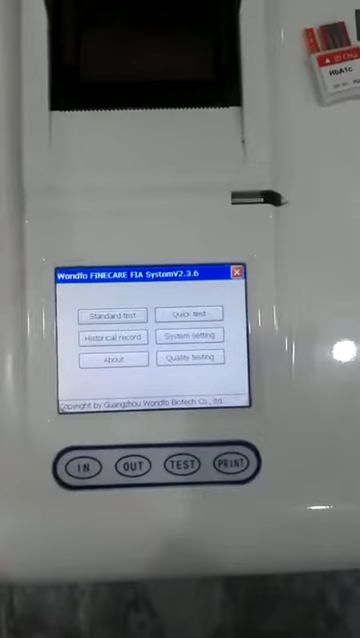 HbA1c
Wondfo FINECARE FIA SystemV2.3.6
Standard test
Quick test
Historical record
System setting
About
Quality testing
Copyright by Guangzhou Wondfo Biotech Co., ltd.
IN
OUT
TEST
PRINT